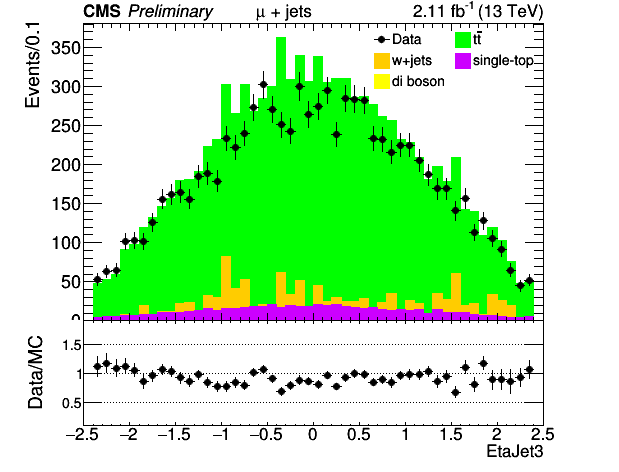 CMS Preliminary μ + jets 2.11 fb⁻¹ (13 TeV)
Events/0.1
350
300
250
200
150
100
50
0
Data
tt̄
w+jets
single-top
di boson
Data/MC
1.5
1
0.5
−2.5 −2 −1.5 −1 −0.5 0 0.5 1 1.5 2 2.5
EtaJet3